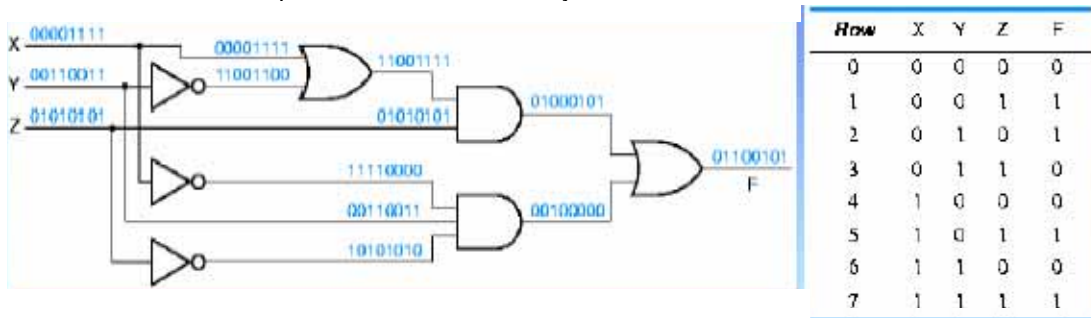 X 00001111
00001111
11001111
Y 00110011
11001100
01000101
Z 01010101
01010101
01100101
F
11110000
00110011
00100000
10101010
Row X Y Z F
0 0 0 0 0
1 0 0 1 1
2 0 1 0 1
3 0 1 1 0
4 1 0 0 0
5 1 0 1 1
6 1 1 0 0
7 1 1 1 1